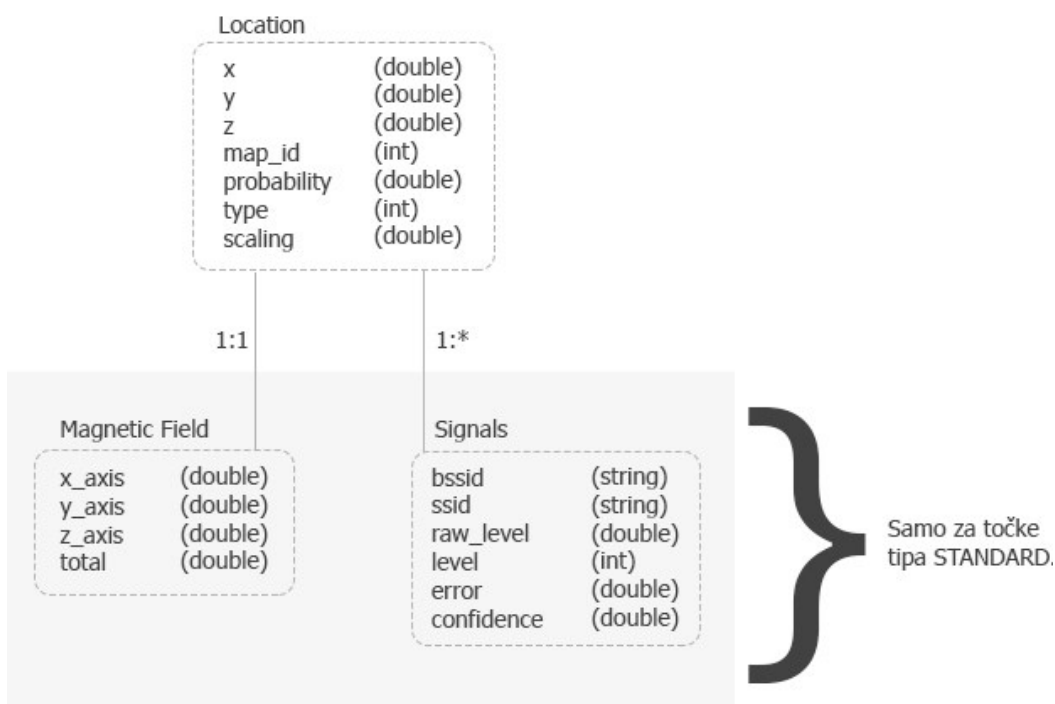 Location
x (double)
y (double)
z (double)
map_id (int)
probability (double)
type (int)
scaling (double)
1:1 1:*
Magnetic Field
x_axis (double)
y_axis (double)
z_axis (double)
total (double)
Signals
bssid (string)
ssid (string)
raw_level (double)
level (int)
error (double)
confidence (double)
Samo za točke
tipa STANDARD.